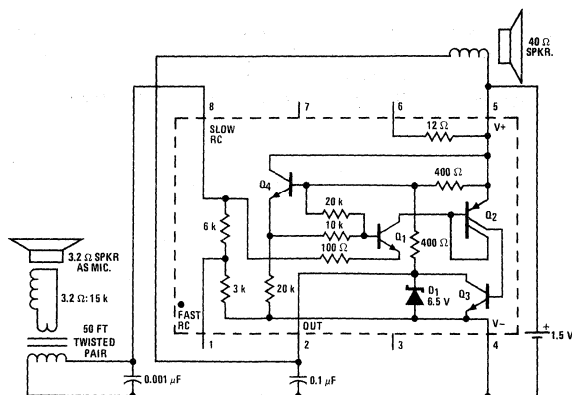 40 Ω
SPKR.
8
7
6
5
SLOW
RC
12 Ω
V+
Q4
400 Ω
20 k
Q2
10 k
Q1
6 k
100 Ω
400 Ω
3.2 Ω SPKR
AS MIC.
3.2 Ω: 15 k
3 k
20 k
D1
6.5 V
Q3
50 FT
TWISTED
PAIR
FAST
RC
OUT
V–
1
2
3
4
+
1.5 V
0.001 µF
0.1 µF